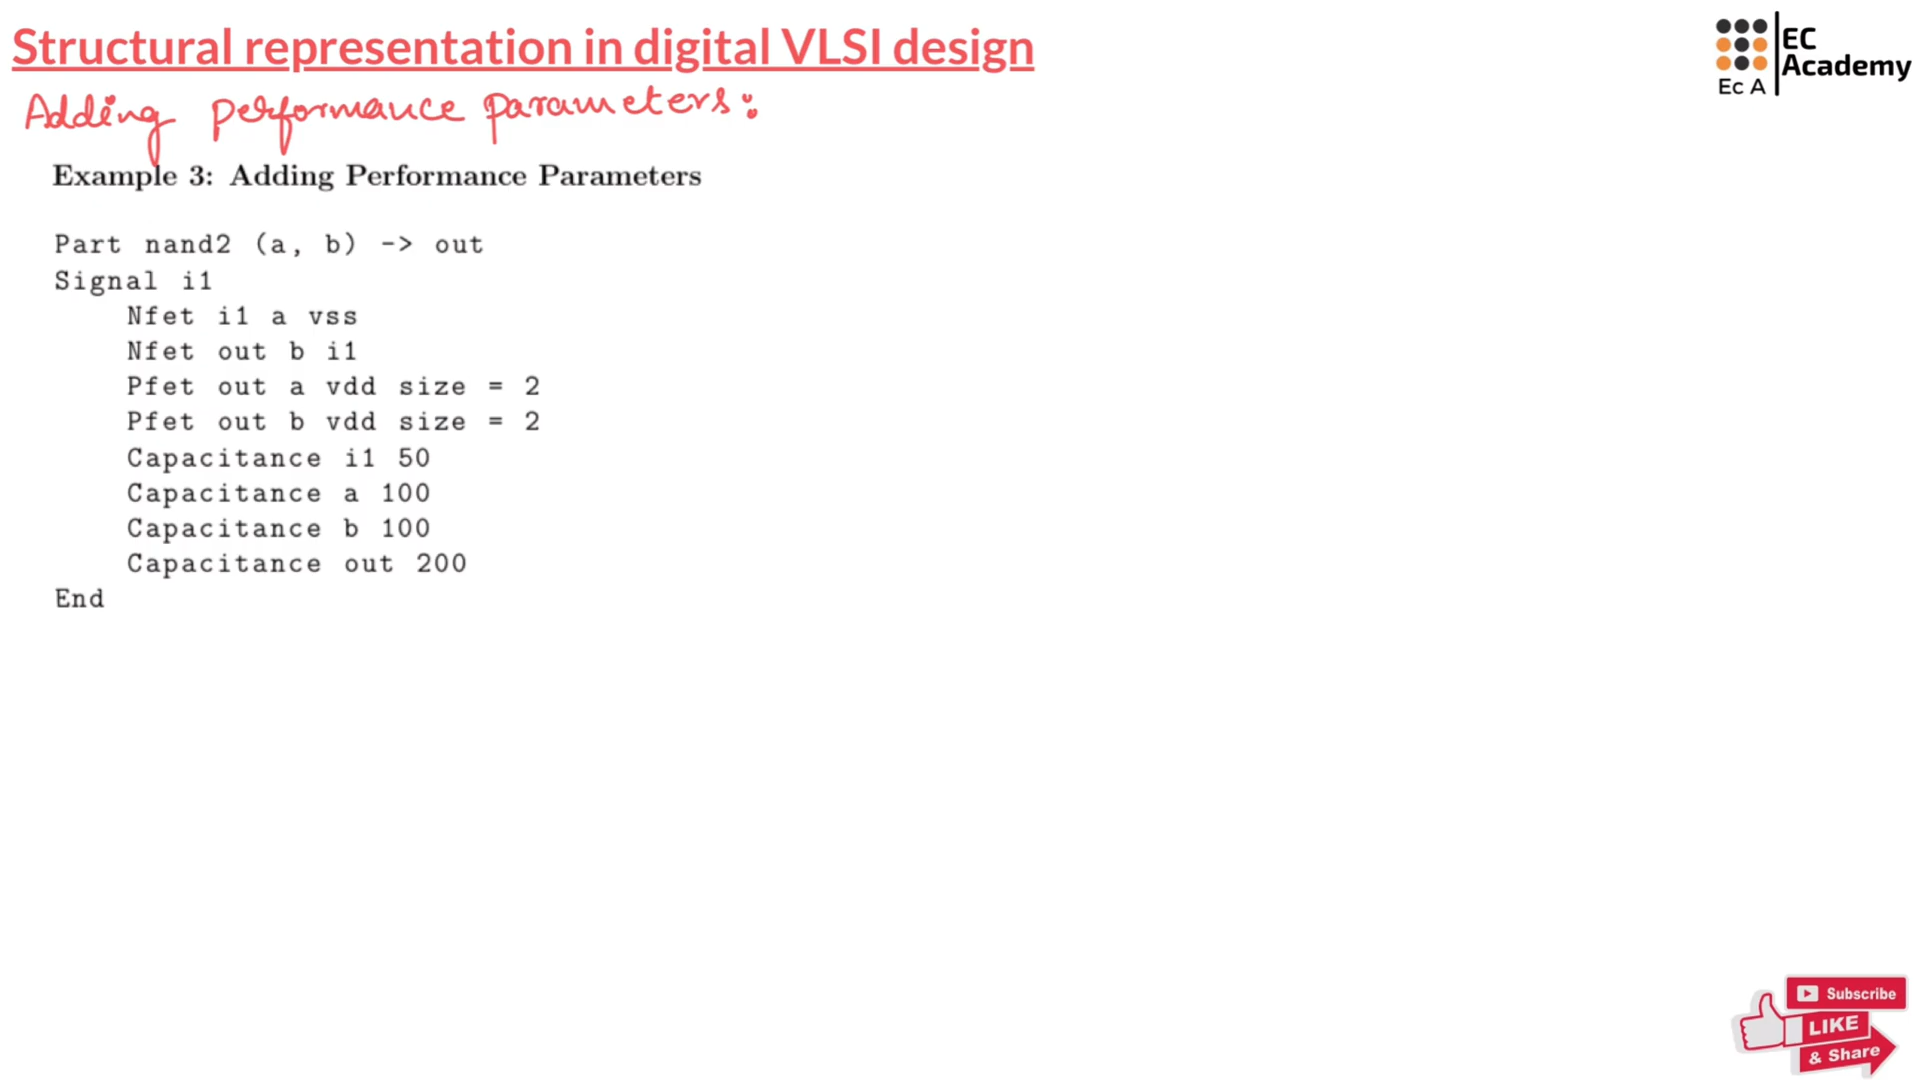 Structural representation in digital VLSI design
EC
Academy
Ec A
Adding performance parameters:
Example 3: Adding Performance Parameters
Part nand2 (a, b) -> out
Signal i1
Nfet i1 a vss
Nfet out b i1
Pfet out a vdd size = 2
Pfet out b vdd size = 2
Capacitance i1 50
Capacitance a 100
Capacitance b 100
Capacitance out 200
End
Subscribe
LIKE
& Share